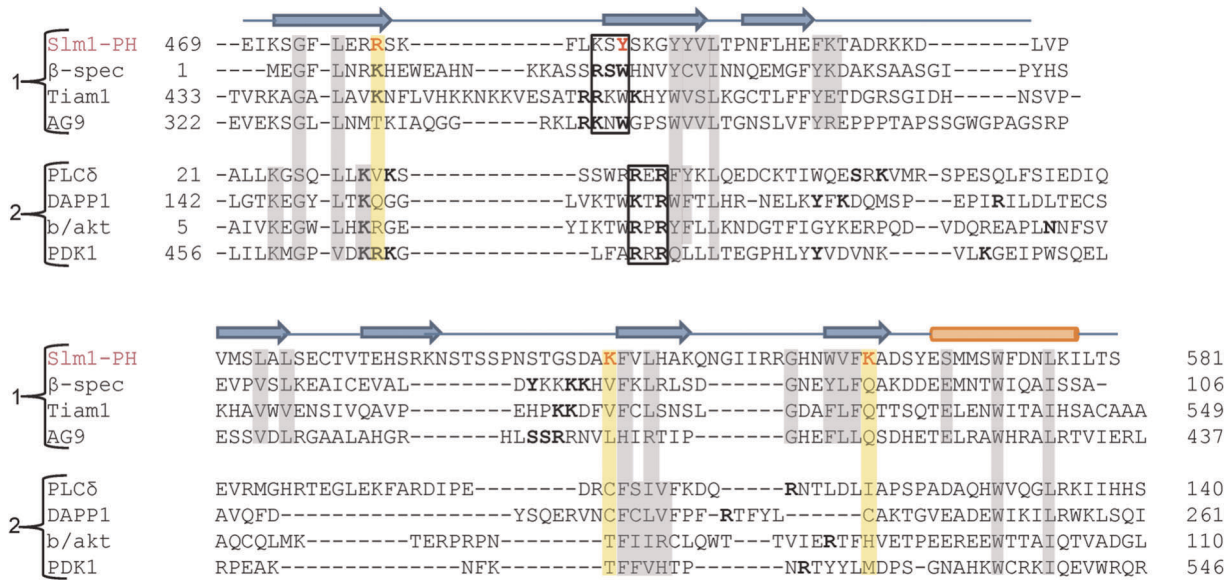 Slm1-PH 469 --EIKSGF-LERRSK--------------FLKSYSKGYYVLTPNFLHEFKTADRKKD------LVP
β-spec 1 ----MEGF-LNRKHEWEAHN----KKASSRSWHNVYCVINNQEMGFYKDAKSAASGI----PYHS
1
Tiam1 433 -TVRKAGA-LAVKNFLVHKKNKKVESATRRKWKHYWVSLKGCTLFFYETDGRSGIDH----NSVP-
AG9 322 -EVEKSGL-LNMTKIAQGG-----RKLRKNWGPSWVVLTGNSLVFYREPPPTAPSSGWGPAGSRP
PLCδ 21 -ALLKGSQ-LLKVKS------------SSWRRERFYKLQEDCKTIWQESRKVMR-SPESQLFSIEDIQ
DAPP1 142 -LGTKEGY-LTKQGG-----------LVKTWKTRWFTLHR-NELKYFKDQMSP---EPIRILDLTECS
2
b/akt 5 -AIVKEGW-LHKRGE-----------YIKTWRPRYFLLKNDGTFIGYKERPQD--VDQREAPLNNFSV
PDK1 456 -LILKMGP-VDKRKG--------------LFARRRQLLLTEGPHLYYVDVNK-----VLKGEIPWSQEL
Slm1-PH VMSLALSECTVTEHSRKNSTSSPNSTGSDAKFVLHAKQNGIIRRGHNWVFKADSYESMMSWFDNLKILTS 581
β-spec EVPVSLKEAICEVAL-------DYKKKKHVFKLRLSD------GNEYLFQAKDDEEMNTWIQAISSA- 106
1
Tiam1 KHAVWVENSIVQAVP-------EHPKKDFVFCLSNSL------GDAFLFQTTSQTELENWITAIHSACAAA 549
AG9 ESSVDLRGAALAHGR-------HLSSRRNVLHIRTIP------GHEFLLQSDHETELRAWHRALRTVIERL 437
PLCδ EVRMGHRTEGLEKFARDIPE--------DRCFSIVFKDQ----RNTLDLIAPSPADAQHWVQGLRKIIHHS 140
DAPP1 AVQFD------------------YSQERVNCFCLVFPF-RTFYL------CAKTGVEADEWIKILRWKLSQI 261
2
b/akt AQCQLMK--------TERPRPN------TFIIRCLQWT--TVIERTFHVETPEEREEWTTAIQTVADGL 110
PDK1 RPEAK--------------NFK------TFFVHTP-----NRTYYLMDPS-GNAHKWCRKIQEVWRQR 546